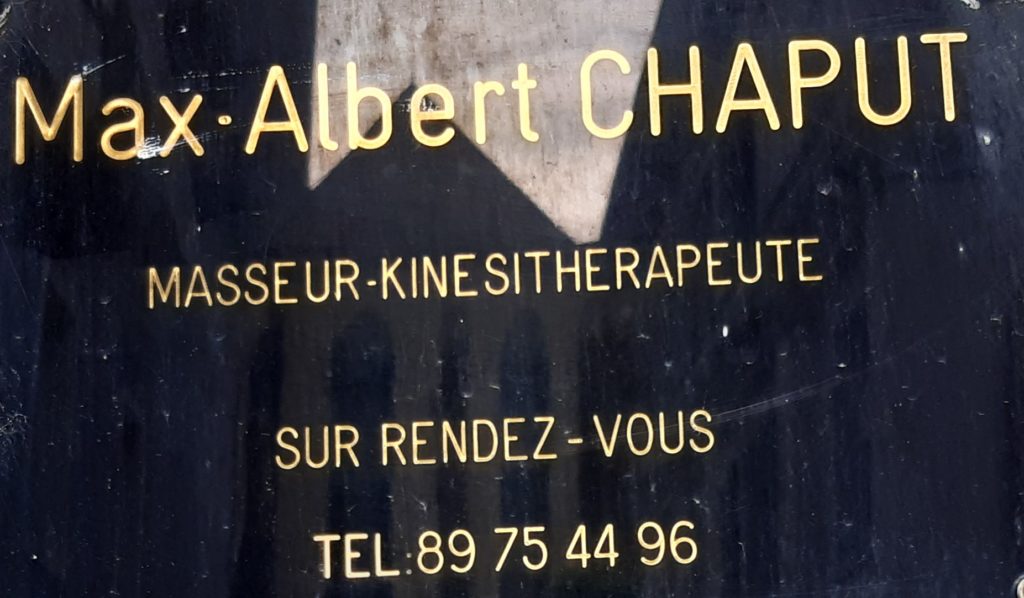 Max-Albert CHAPUT
MASSEUR-KINESITHERAPEUTE
SUR RENDEZ-VOUS
TEL:89 75 44 96